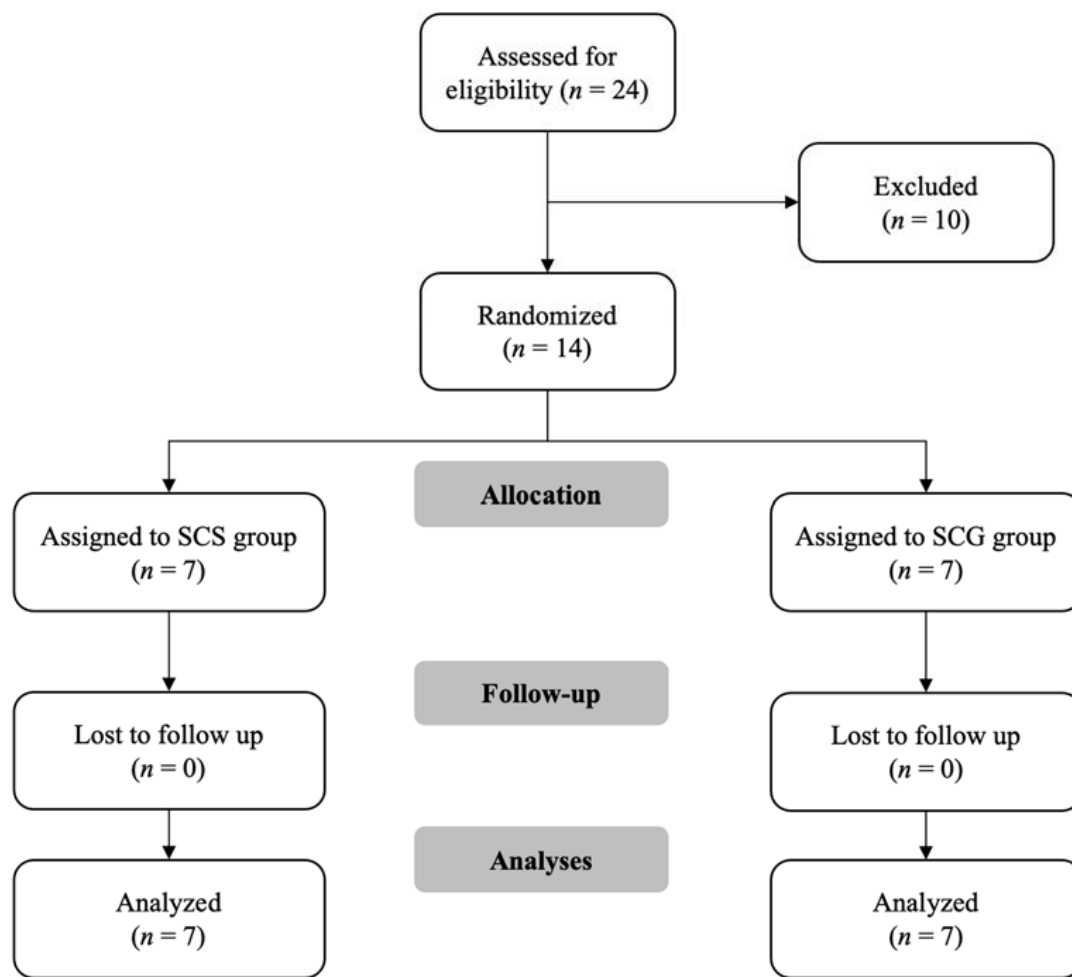 Assessed for
eligibility (n = 24)
Excluded
(n = 10)
Randomized
(n = 14)
Allocation
Assigned to SCS group
(n = 7)
Assigned to SCG group
(n = 7)
Follow-up
Lost to follow up
(n = 0)
Lost to follow up
(n = 0)
Analyses
Analyzed
(n = 7)
Analyzed
(n = 7)